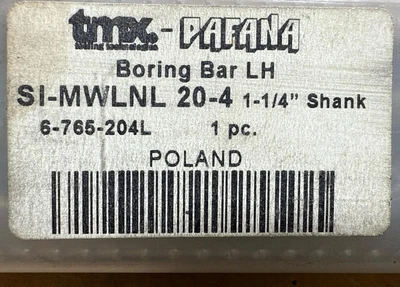 tmx.-PAFANA
Boring Bar LH
SI-MWLNL 20-4 1-1/4” Shank
6-765-204L 1 pc.
POLAND